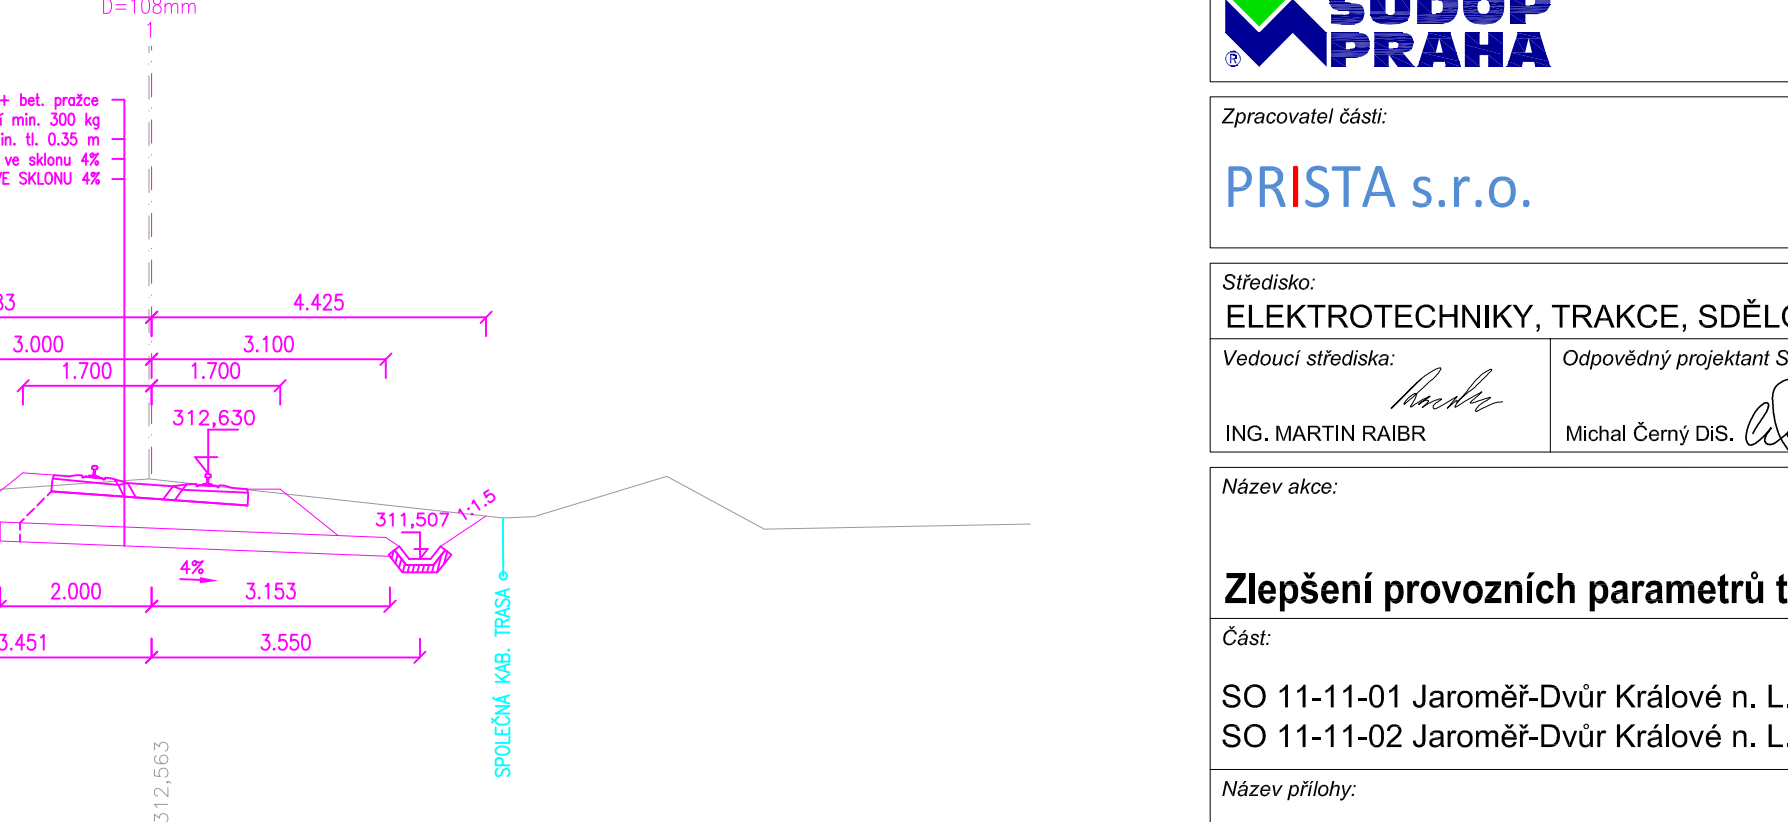 D=108mm
1
+ bet. pražce
min. 300 kg
in. tl. 0.35 m
ve sklonu 4%
VE SKLONU 4%
83
4.425
3.000
3.100
1.700
1.700
312,630
311,507
1:1.5
4%
2.000
3.153
3.451
3.550
SPOLEČNÁ KAB. TRASA
312,563
SUDOP
PRAHA
®
Zpracovatel části:
PRISTA s.r.o.
Středisko:
ELEKTROTECHNIKY, TRAKCE, SDĚL
Vedoucí střediska:
ING. MARTIN RAIBR
Odpovědný projektant S
Michal Černý DiS.
Název akce:
Zlepšení provozních parametrů t
Část:
SO 11-11-01 Jaroměř-Dvůr Králové n. L.
SO 11-11-02 Jaroměř-Dvůr Králové n. L.
Název přílohy: